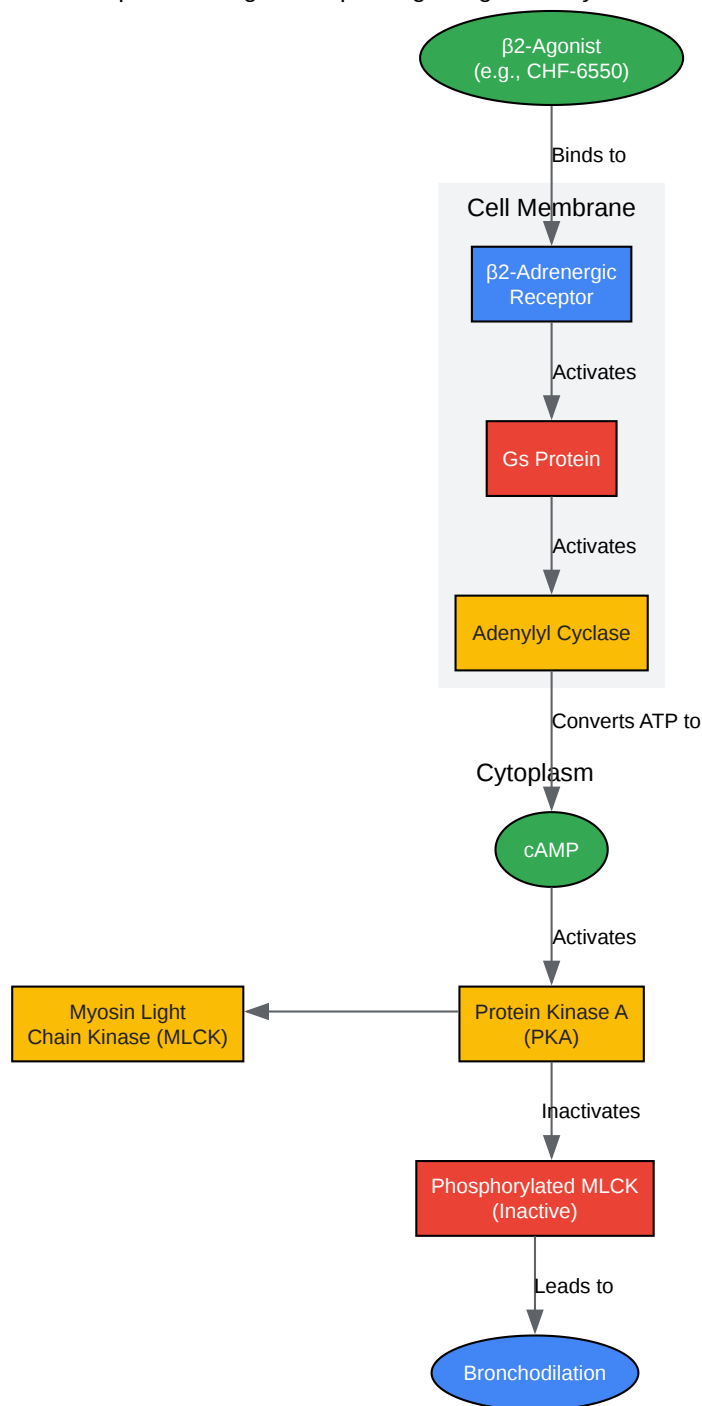 β2-Agonist
(e.g., CHF-6550)
Binds to
Cell Membrane
β2-Adrenergic
Receptor
Activates
Gs Protein
Activates
Adenylyl Cyclase
Converts ATP to
Cytoplasm
cAMP
Activates
Myosin Light
Chain Kinase (MLCK)
Protein Kinase A
(PKA)
Inactivates
Phosphorylated MLCK
(Inactive)
Leads to
Bronchodilation